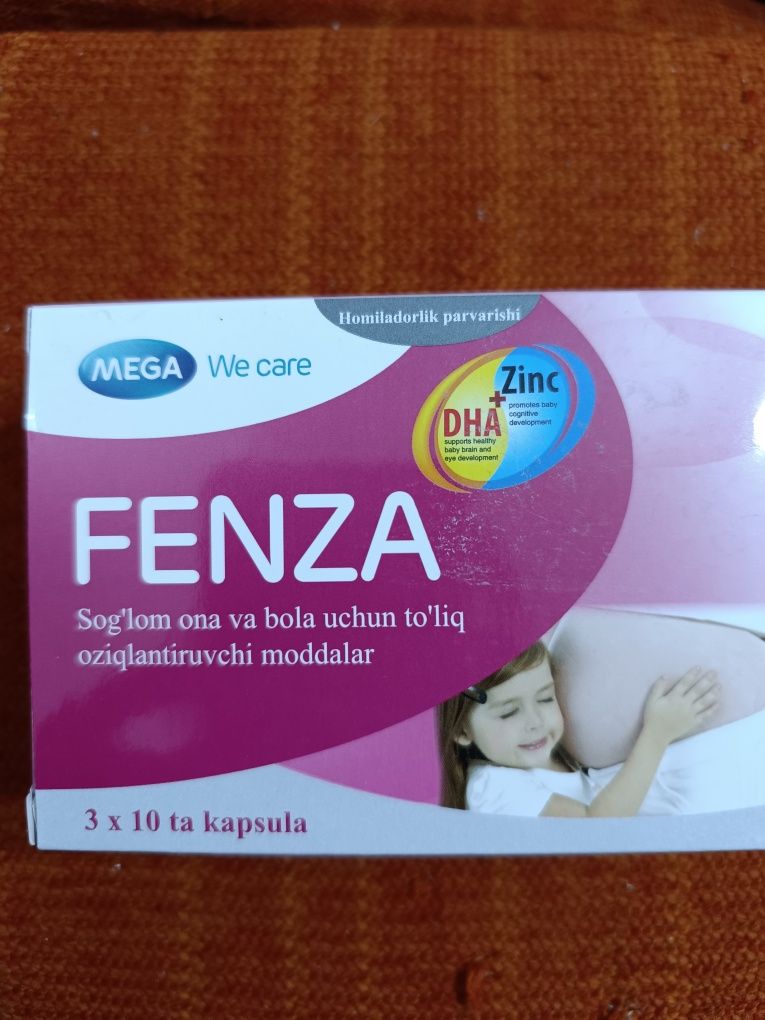 Homiladorlik parvarishi
MEGA We care
Zinc
promotes baby
cognitive
development
+
DHA
supports healthy
baby brain and
eye development
FENZA
Sog'lom ona va bola uchun to'liq
oziqlantiruvchi moddalar
3 x 10 ta kapsula